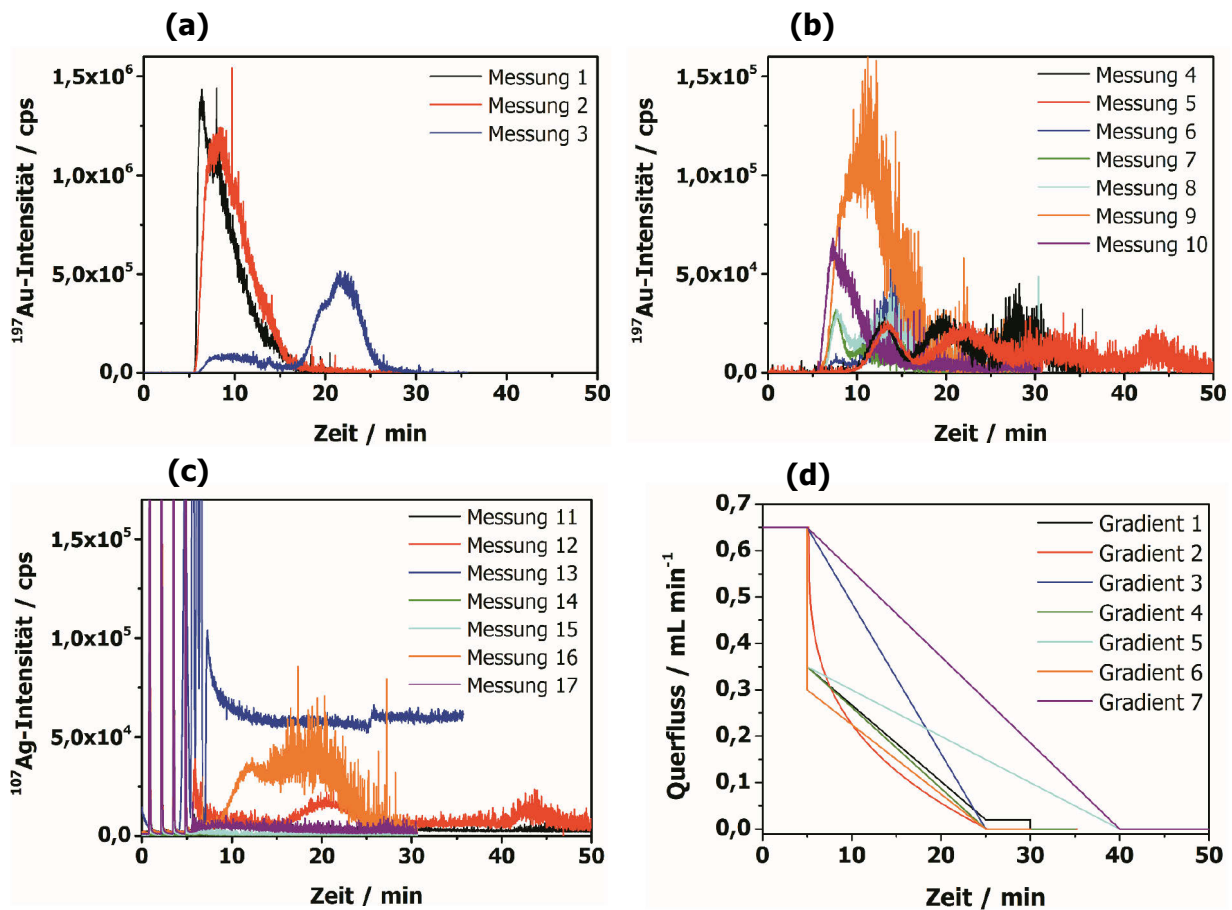 (a)
1,5x10⁶
1,0x10⁶
5,0x10⁵
0,0
0
10
20
30
40
50
¹⁹⁷Au-Intensität / cps
Zeit / min
Messung 1
Messung 2
Messung 3
(b)
1,5x10⁵
1,0x10⁵
5,0x10⁴
0,0
0
10
20
30
40
50
¹⁹⁷Au-Intensität / cps
Zeit / min
Messung 4
Messung 5
Messung 6
Messung 7
Messung 8
Messung 9
Messung 10
(c)
1,5x10⁵
1,0x10⁵
5,0x10⁴
0,0
0
10
20
30
40
50
¹⁰⁷Ag-Intensität / cps
Zeit / min
Messung 11
Messung 12
Messung 13
Messung 14
Messung 15
Messung 16
Messung 17
(d)
0,7
0,6
0,5
0,4
0,3
0,2
0,1
0,0
0
10
20
30
40
50
Querfluss / mL min⁻¹
Zeit / min
Gradient 1
Gradient 2
Gradient 3
Gradient 4
Gradient 5
Gradient 6
Gradient 7